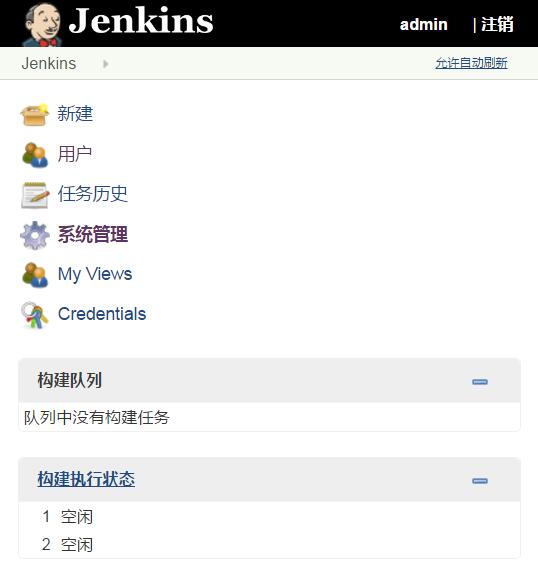 Jenkins
admin | 注销
Jenkins
允许自动刷新
新建
用户
任务历史
系统管理
My Views
Credentials
构建队列
队列中没有构建任务
构建执行状态
1 空闲
2 空闲